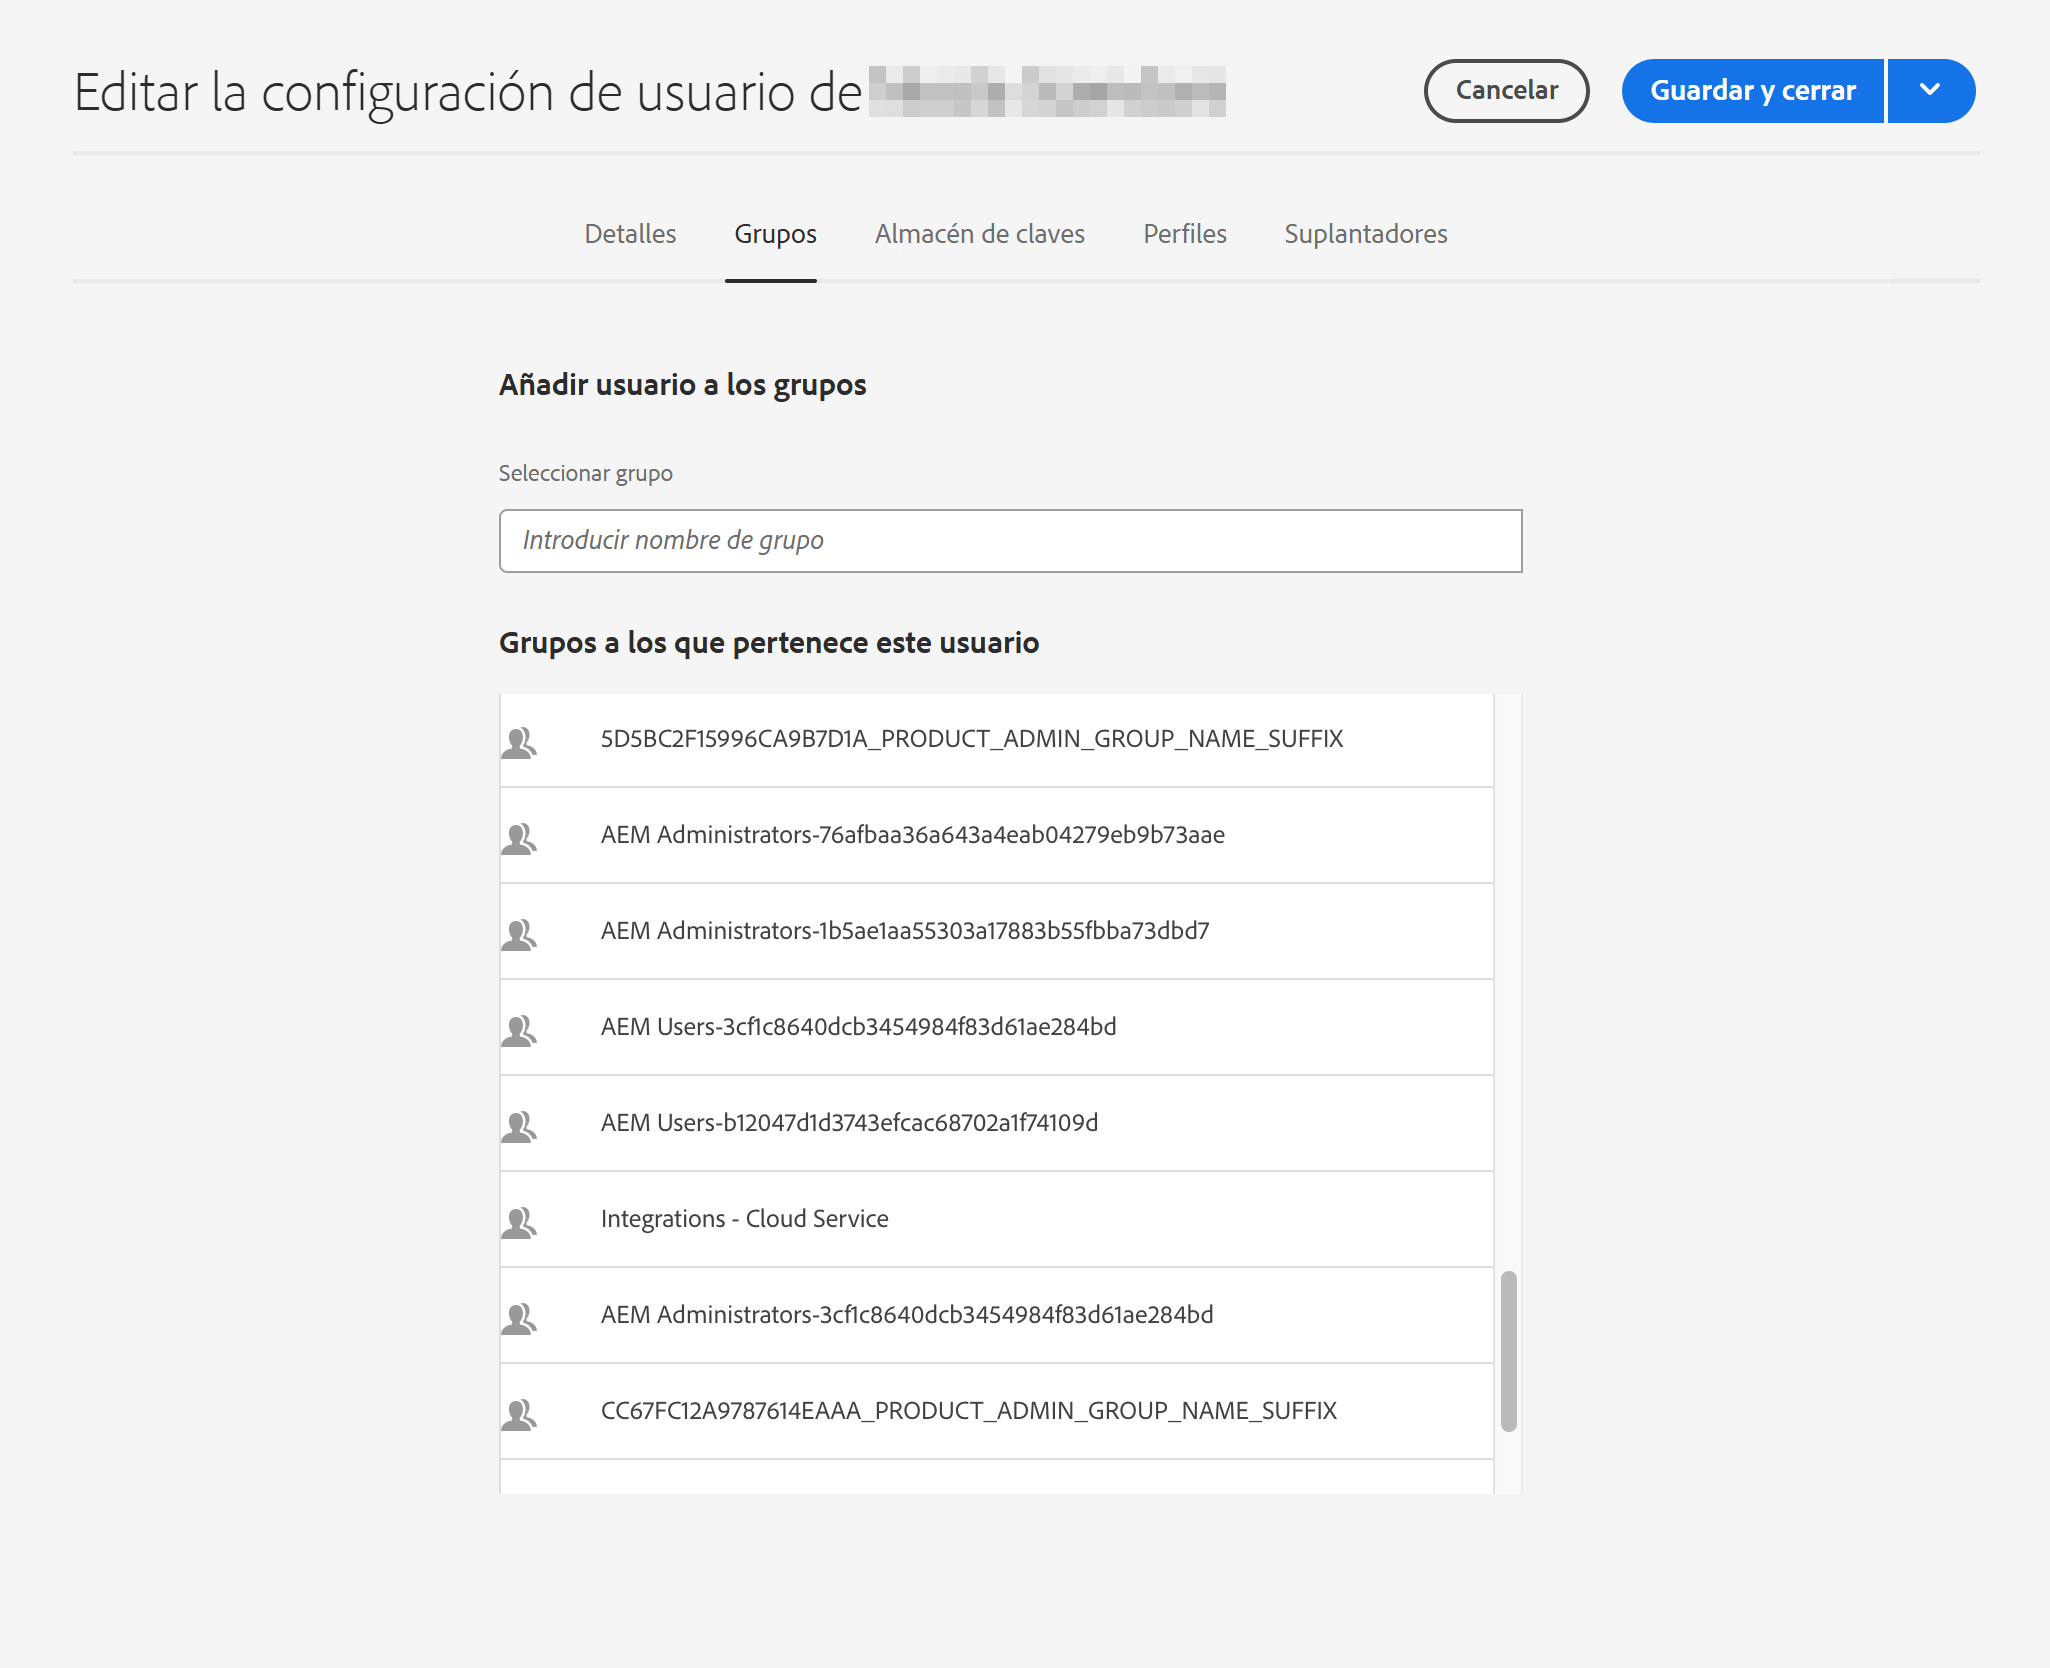 Editar la configuración de usuario de
Cancelar
Guardar y cerrar
Detalles
Grupos
Almacén de claves
Perfiles
Suplantadores
Añadir usuario a los grupos
Seleccionar grupo
Introducir nombre de grupo
Grupos a los que pertenece este usuario
5D5BC2F15996CA9B7D1A_PRODUCT_ADMIN_GROUP_NAME_SUFFIX
AEM Administrators-76afbaa36a643a4eab04279eb9b73aae
AEM Administrators-1b5ae1aa55303a17883b55fbba73dbd7
AEM Users-3cf1c8640dcb3454984f83d61ae284bd
AEM Users-b12047d1d3743efcac68702a1f74109d
Integrations - Cloud Service
AEM Administrators-3cf1c8640dcb3454984f83d61ae284bd
CC67FC12A9787614EAAA_PRODUCT_ADMIN_GROUP_NAME_SUFFIX